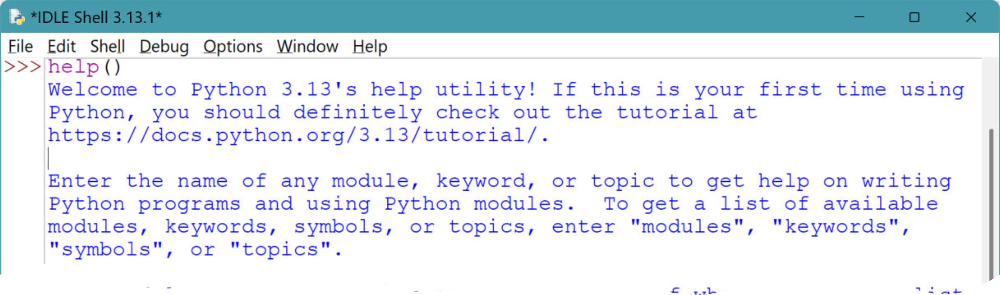 *IDLE Shell 3.13.1*
File Edit Shell Debug Options Window Help
>>> help()
Welcome to Python 3.13's help utility! If this is your first time using
Python, you should definitely check out the tutorial at
https://docs.python.org/3.13/tutorial/.
Enter the name of any module, keyword, or topic to get help on writing
Python programs and using Python modules.  To get a list of available
modules, keywords, symbols, or topics, enter "modules", "keywords",
"symbols", or "topics".